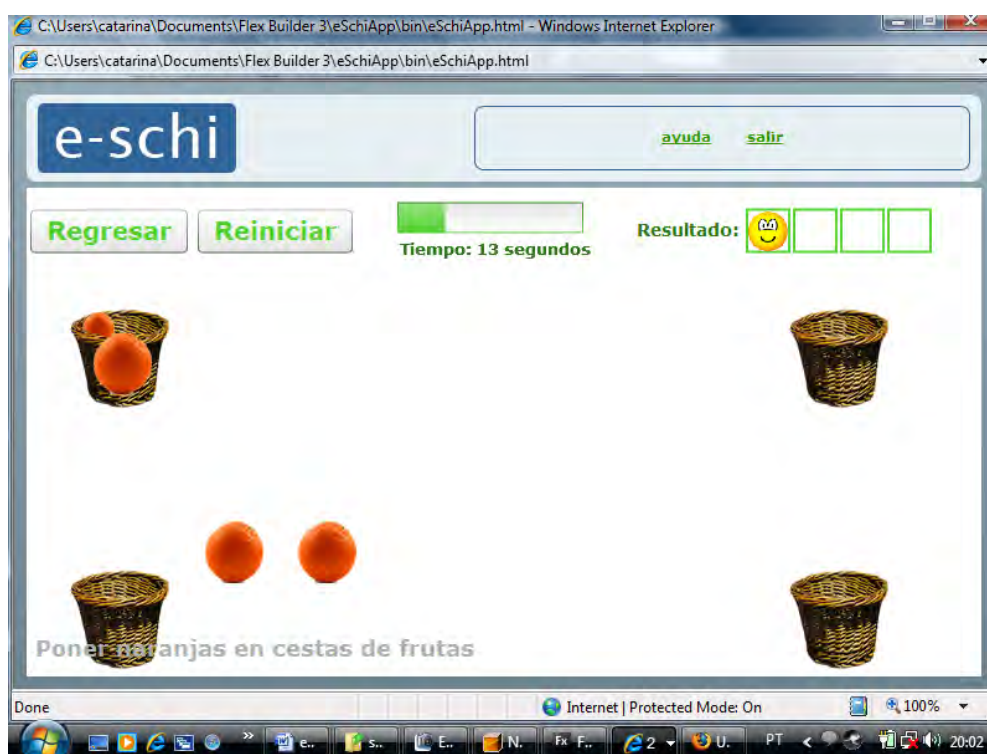 C:\Users\catarina\Documents\Flex Builder 3\eSchiApp\bin\eSchiApp.html - Windows Internet Explorer
C:\Users\catarina\Documents\Flex Builder 3\eSchiApp\bin\eSchiApp.html
e-schi
ayuda salir
Regresar Reiniciar
Tiempo: 13 segundos
Resultado:
Poner naranjas en cestas de frutas
Done Internet | Protected Mode: On 100%
e.. s.. E.. N. Fx F.. 2 U. PT 20:02